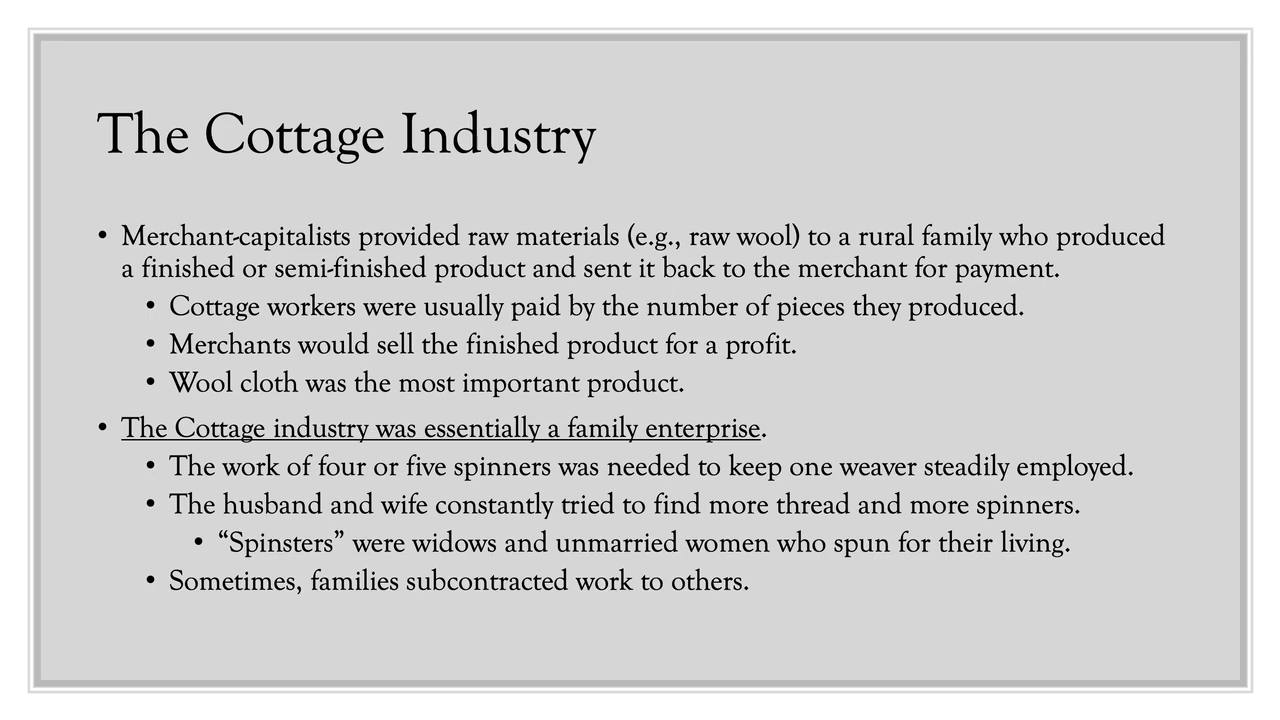 The Cottage Industry
• Merchant-capitalists provided raw materials (e.g., raw wool) to a rural family who produced
a finished or semi-finished product and sent it back to the merchant for payment.
• Cottage workers were usually paid by the number of pieces they produced.
• Merchants would sell the finished product for a profit.
• Wool cloth was the most important product.
• The Cottage industry was essentially a family enterprise.
• The work of four or five spinners was needed to keep one weaver steadily employed.
• The husband and wife constantly tried to find more thread and more spinners.
• “Spinsters” were widows and unmarried women who spun for their living.
• Sometimes, families subcontracted work to others.